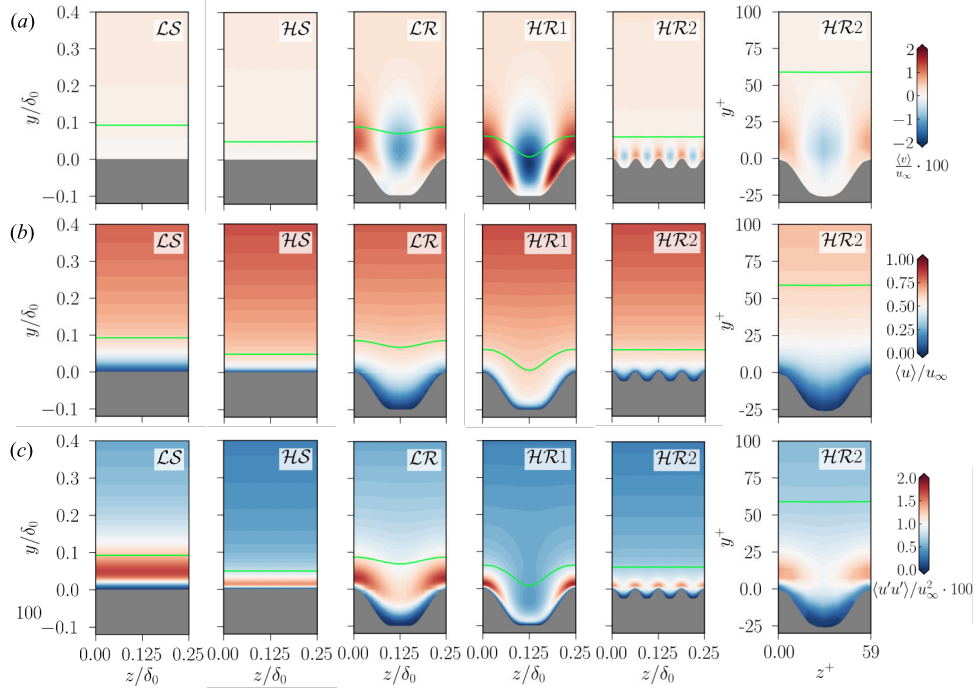 (a)
LS
HS
LR
HR1
HR2
HR2
y/δ0
0.4
0.3
0.2
0.1
0.0
−0.1
y+
100
75
50
25
0
-25
2
1
0
−1
−2
⟨v⟩/u∞ · 100
(b)
LS
HS
LR
HR1
HR2
HR2
y/δ0
0.4
0.3
0.2
0.1
0.0
−0.1
y+
100
75
50
25
0
-25
1.00
0.75
0.50
0.25
0.00
⟨u⟩/u∞
(c)
LS
HS
LR
HR1
HR2
HR2
y/δ0
0.4
0.3
0.2
0.1
0.0
100
−0.1
y+
100
75
50
25
0
-25
2.0
1.5
1.0
0.5
0.0
⟨u′u′⟩/u²∞ · 100
0.00 0.125 0.25 0.00 0.125 0.25 0.00 0.125 0.25 0.00 0.125 0.25 0.00 0.125 0.25 0.00 59
z/δ0 z/δ0 z/δ0 z/δ0 z/δ0 z+